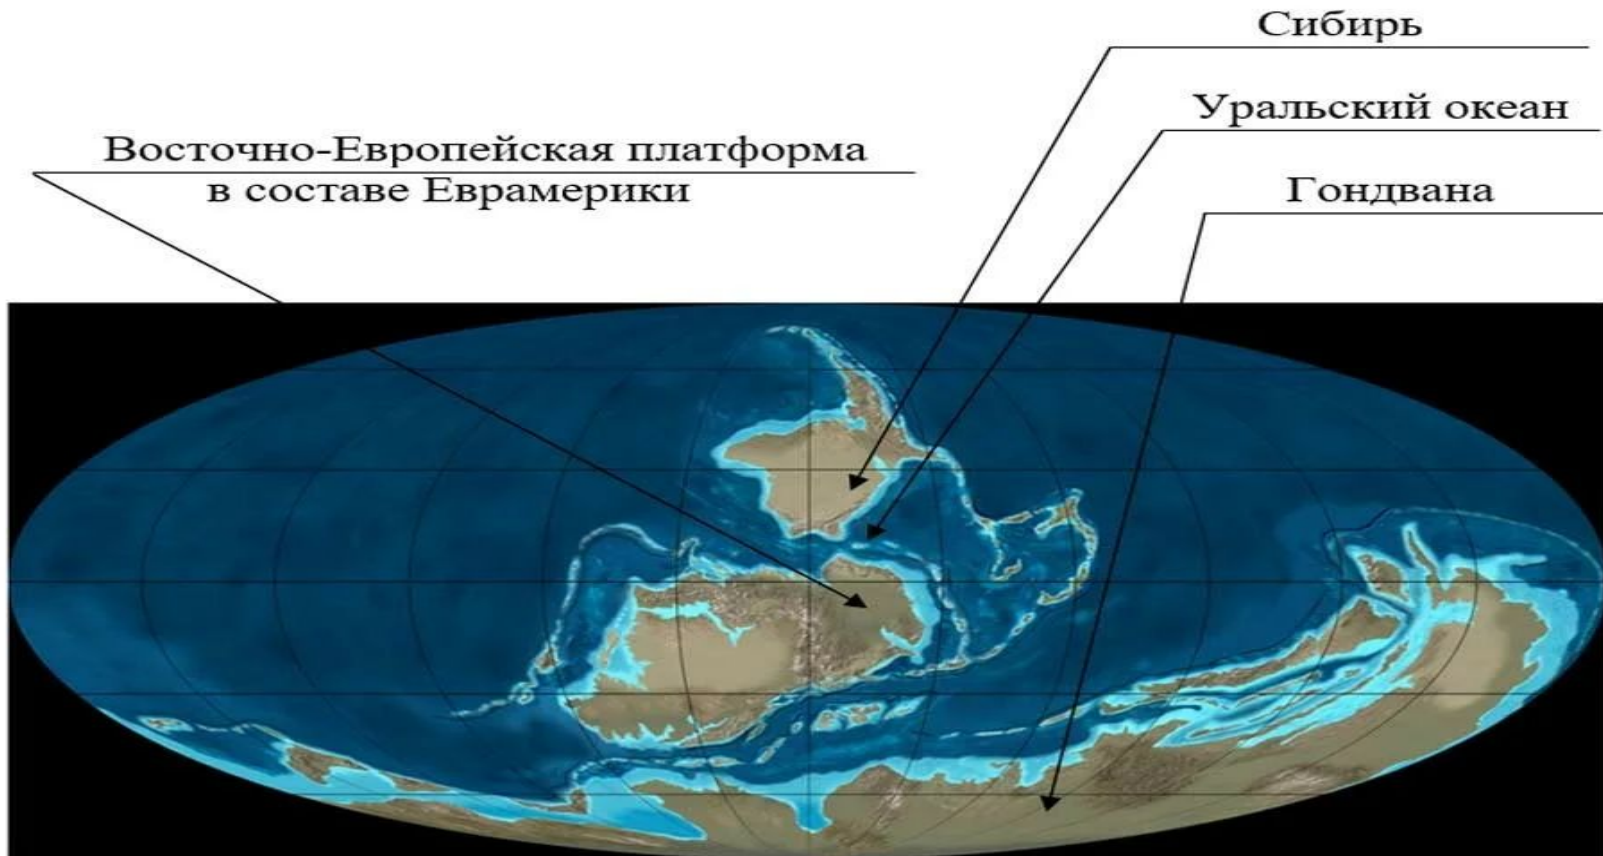 Сибирь
Уральский океан
Восточно-Европейская платформа
в составе Еврамерики
Гондвана